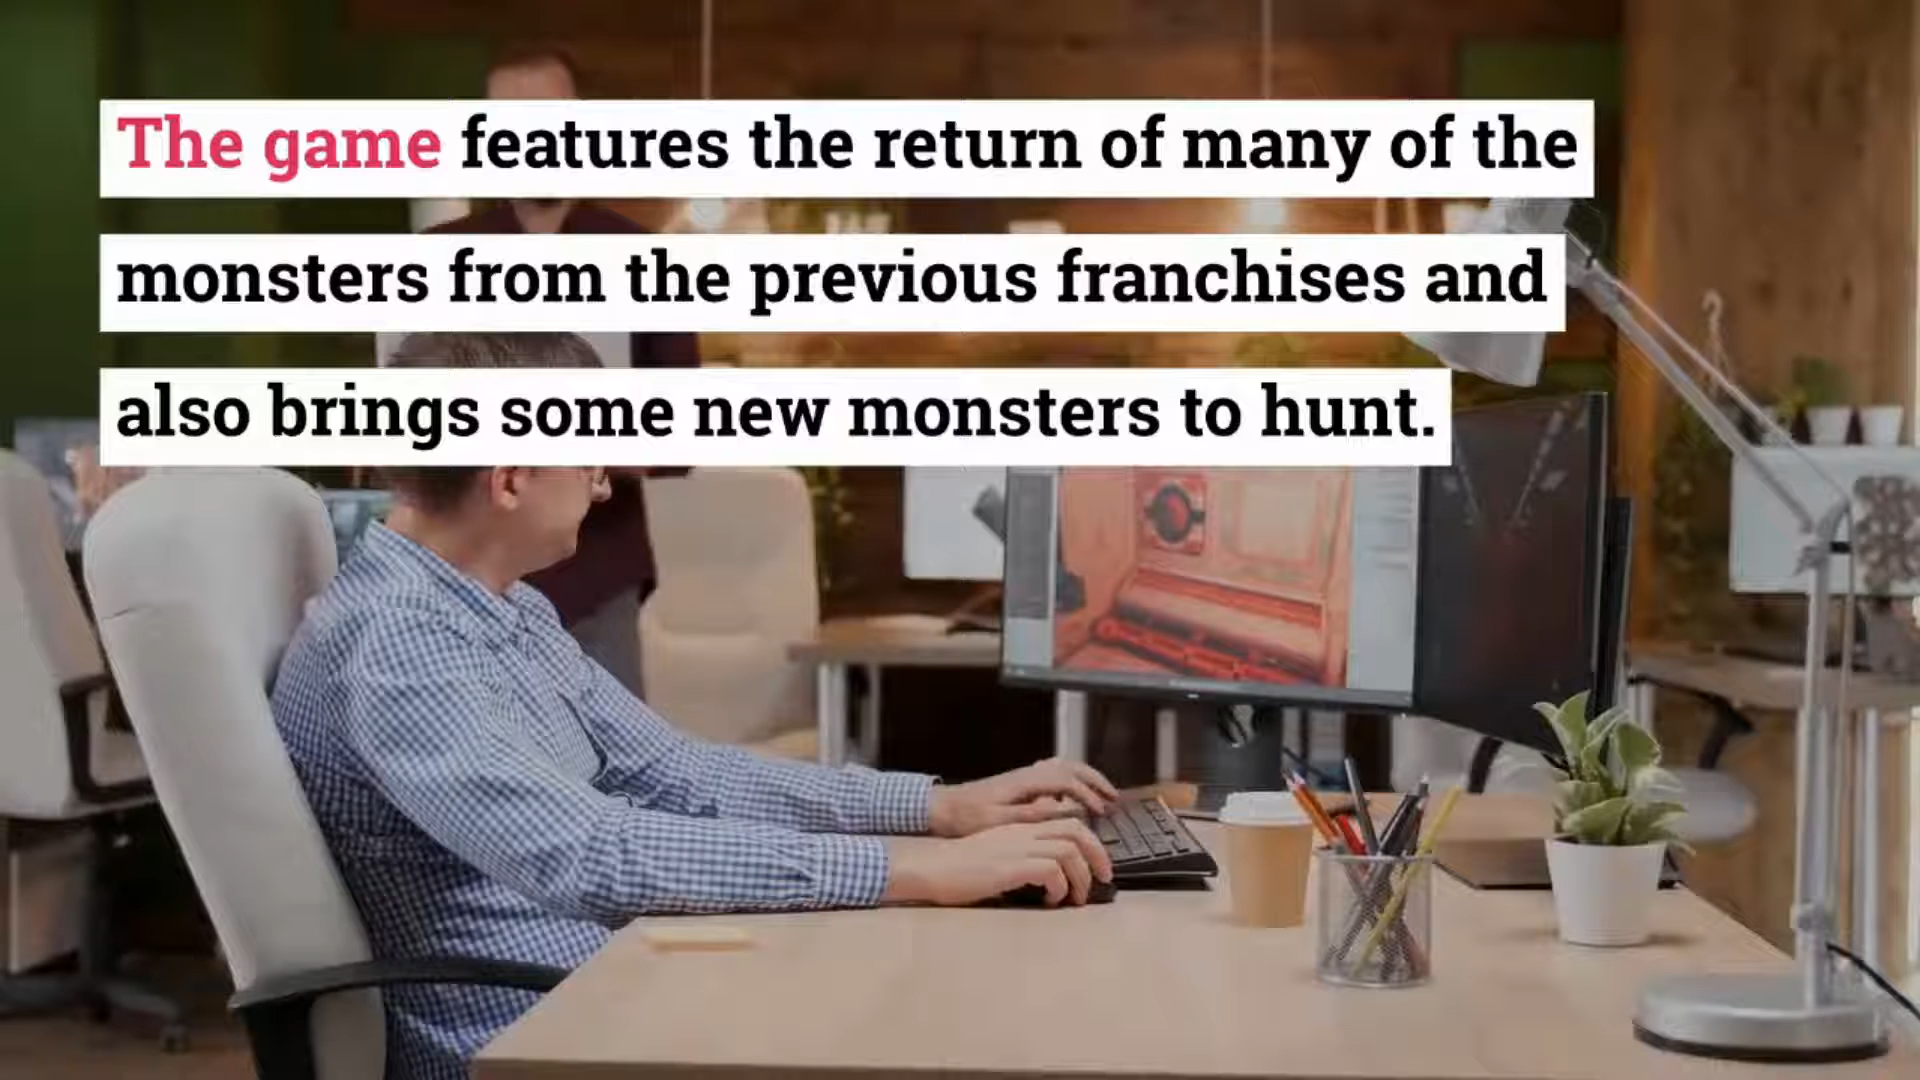 The game features the return of many of the
monsters from the previous franchises and
also brings some new monsters to hunt.